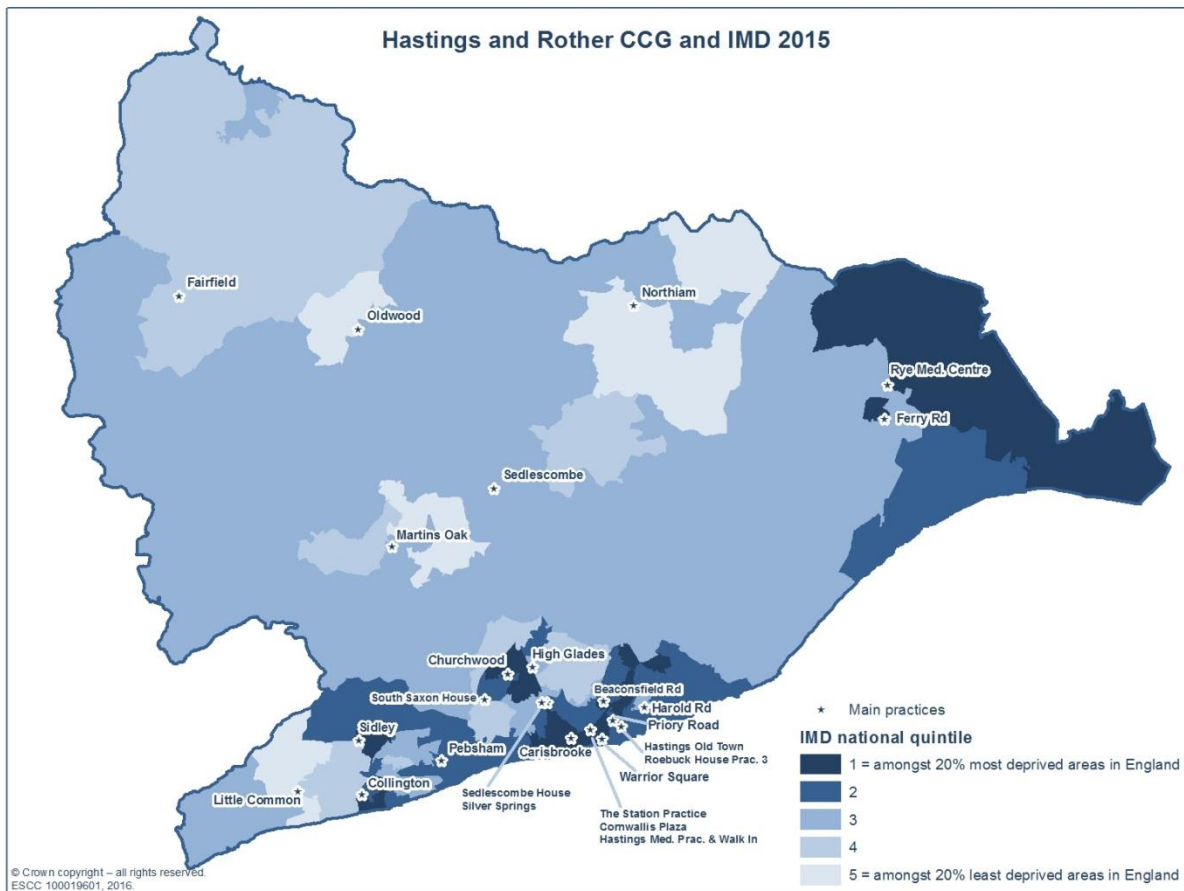 Hastings and Rother CCG and IMD 2015
Fairfield
Oldwood
Northiam
Rye Med. Centre
Ferry Rd
Sedlescombe
Martins Oak
Churchwood
High Glades
South Saxon House
Beaconsfield Rd
Harold Rd
Priory Road
Sidley
Pebsham
Carisbrooke
Hastings Old Town
Roebuck House Prac. 3
Warrior Square
Little Common
Collington
Sedlescombe House
Silver Springs
The Station Practice
Cornwallis Plaza
Hastings Med. Prac. & Walk In
Main practices
IMD national quintile
1 = amongst 20% most deprived areas in England
2
3
4
5 = amongst 20% least deprived areas in England
© Crown copyright – all rights reserved.
ESCC 100019601, 2016.